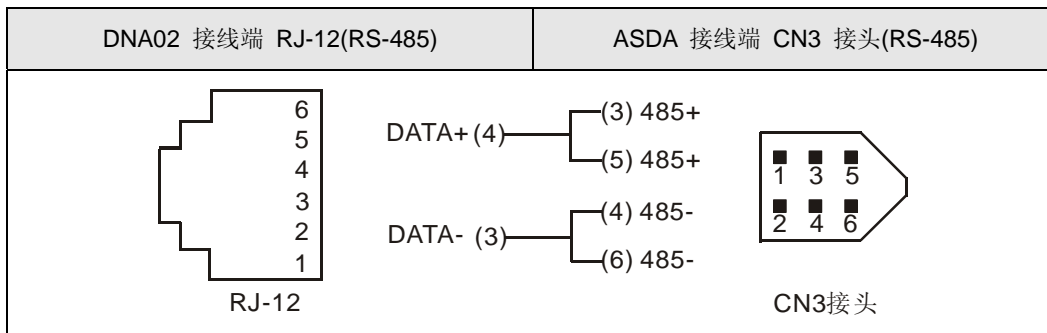 DNA02 接线端 RJ-12(RS-485)
ASDA 接线端 CN3 接头(RS-485)
6
5
4
3
2
1
RJ-12
DATA+ (4)
(3) 485+
(5) 485+
DATA- (3)
(4) 485-
(6) 485-
1 3 5
2 4 6
CN3接头